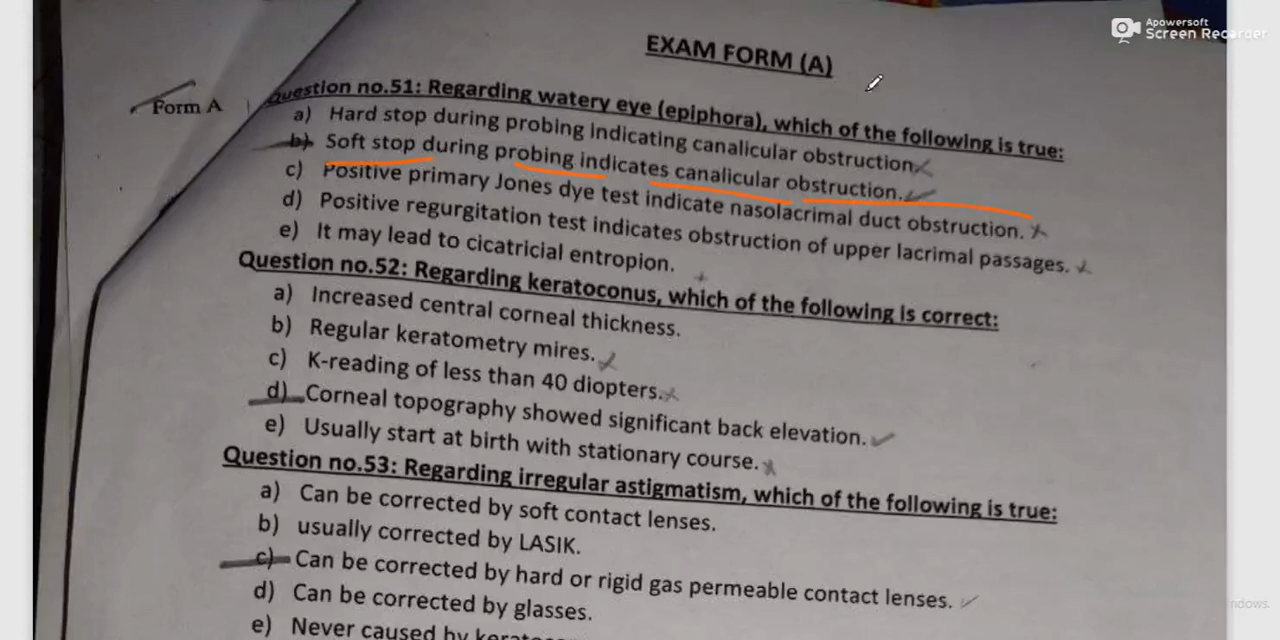 Apowersoft
Screen Recorder
EXAM FORM (A)
Form A
Question no.51: Regarding watery eye (epiphora), which of the following is true:
a) Hard stop during probing indicating canalicular obstruction.
b) Soft stop during probing indicates canalicular obstruction.
c) Positive primary Jones dye test indicate nasolacrimal duct obstruction.
d) Positive regurgitation test indicates obstruction of upper lacrimal passages.
e) It may lead to cicatricial entropion.
Question no.52: Regarding keratoconus, which of the following is correct:
a) Increased central corneal thickness.
b) Regular keratometry mires.
c) K-reading of less than 40 diopters.
d) Corneal topography showed significant back elevation.
e) Usually start at birth with stationary course.
Question no.53: Regarding irregular astigmatism, which of the following is true:
a) Can be corrected by soft contact lenses.
b) usually corrected by LASIK.
c) Can be corrected by hard or rigid gas permeable contact lenses.
d) Can be corrected by glasses.
e) Never caused by